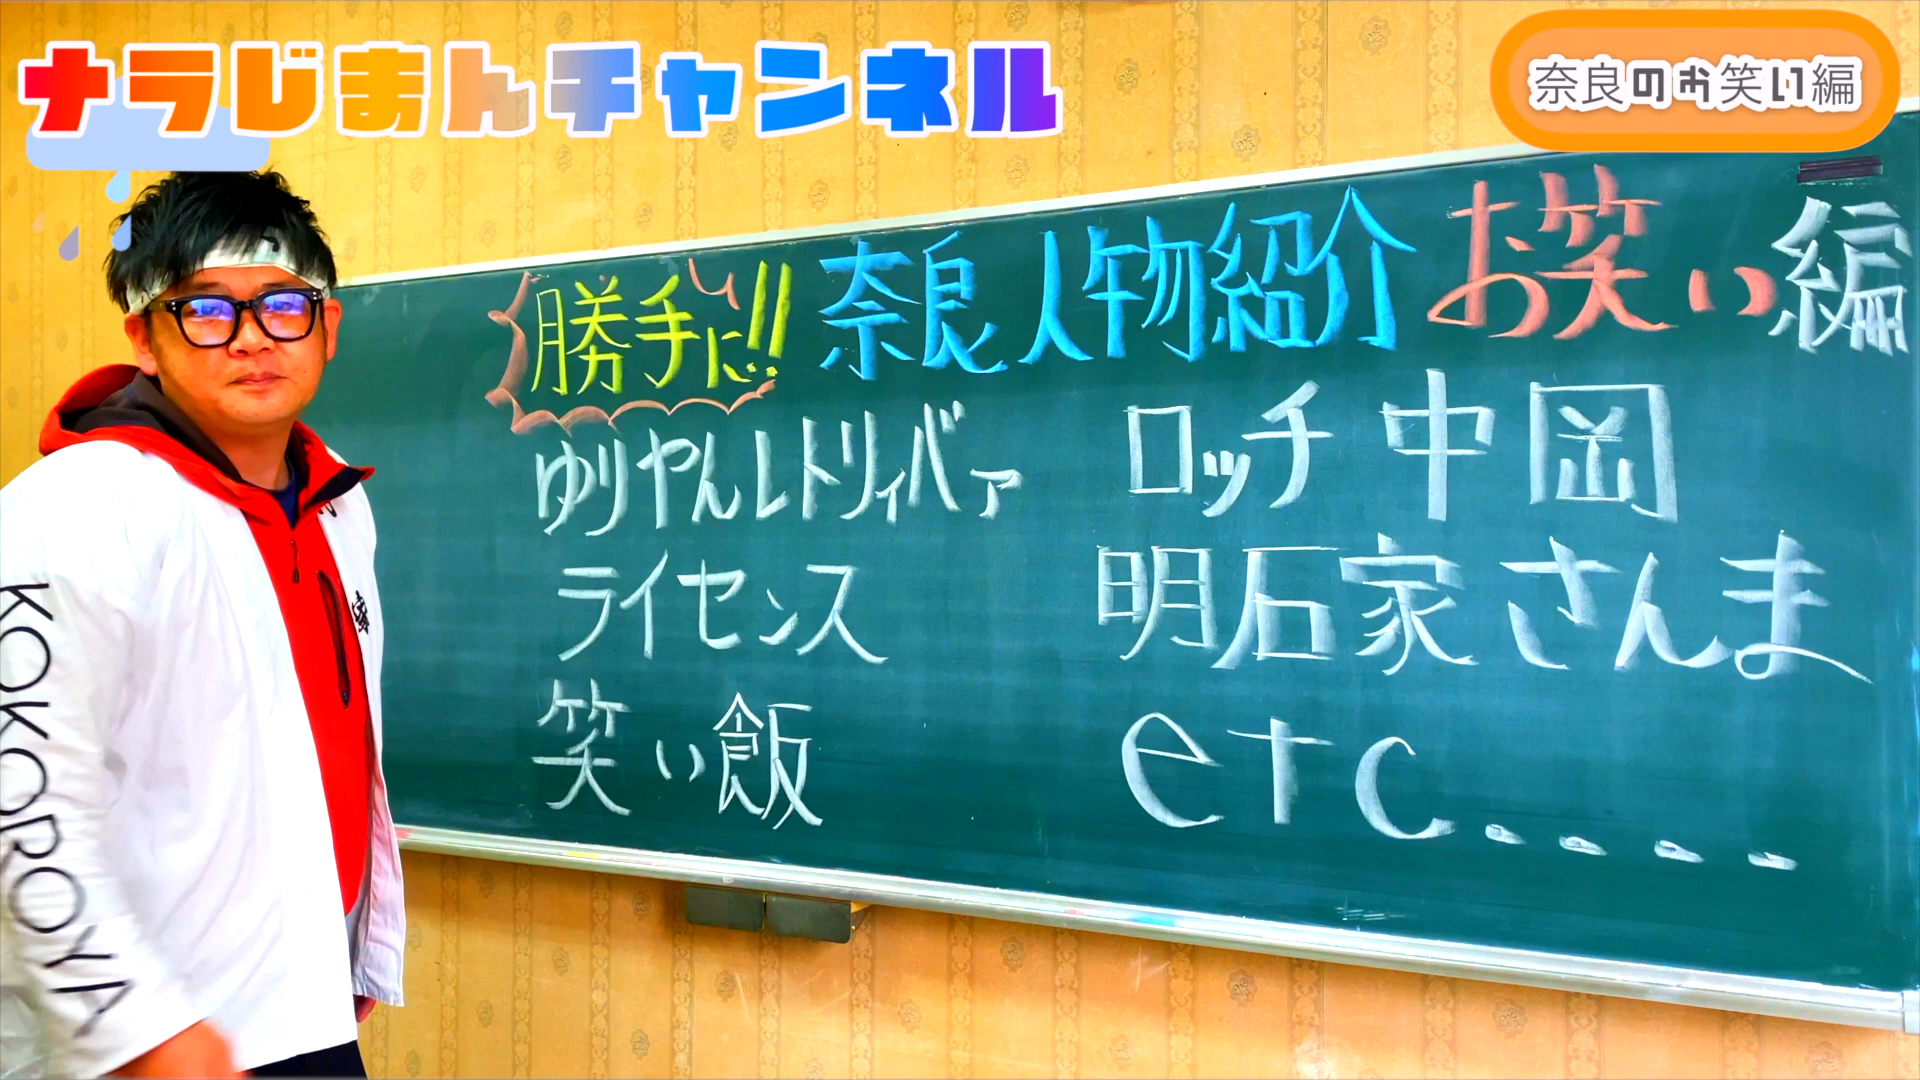 ナラじまんチャンネル
奈良のお笑い編
勝手に!! 奈良人物紹介 お笑い編
ゆりやんレトリィバァ ロッチ中岡
ライセンス 明石家さんま
笑い飯 etc....
KOKOROYA